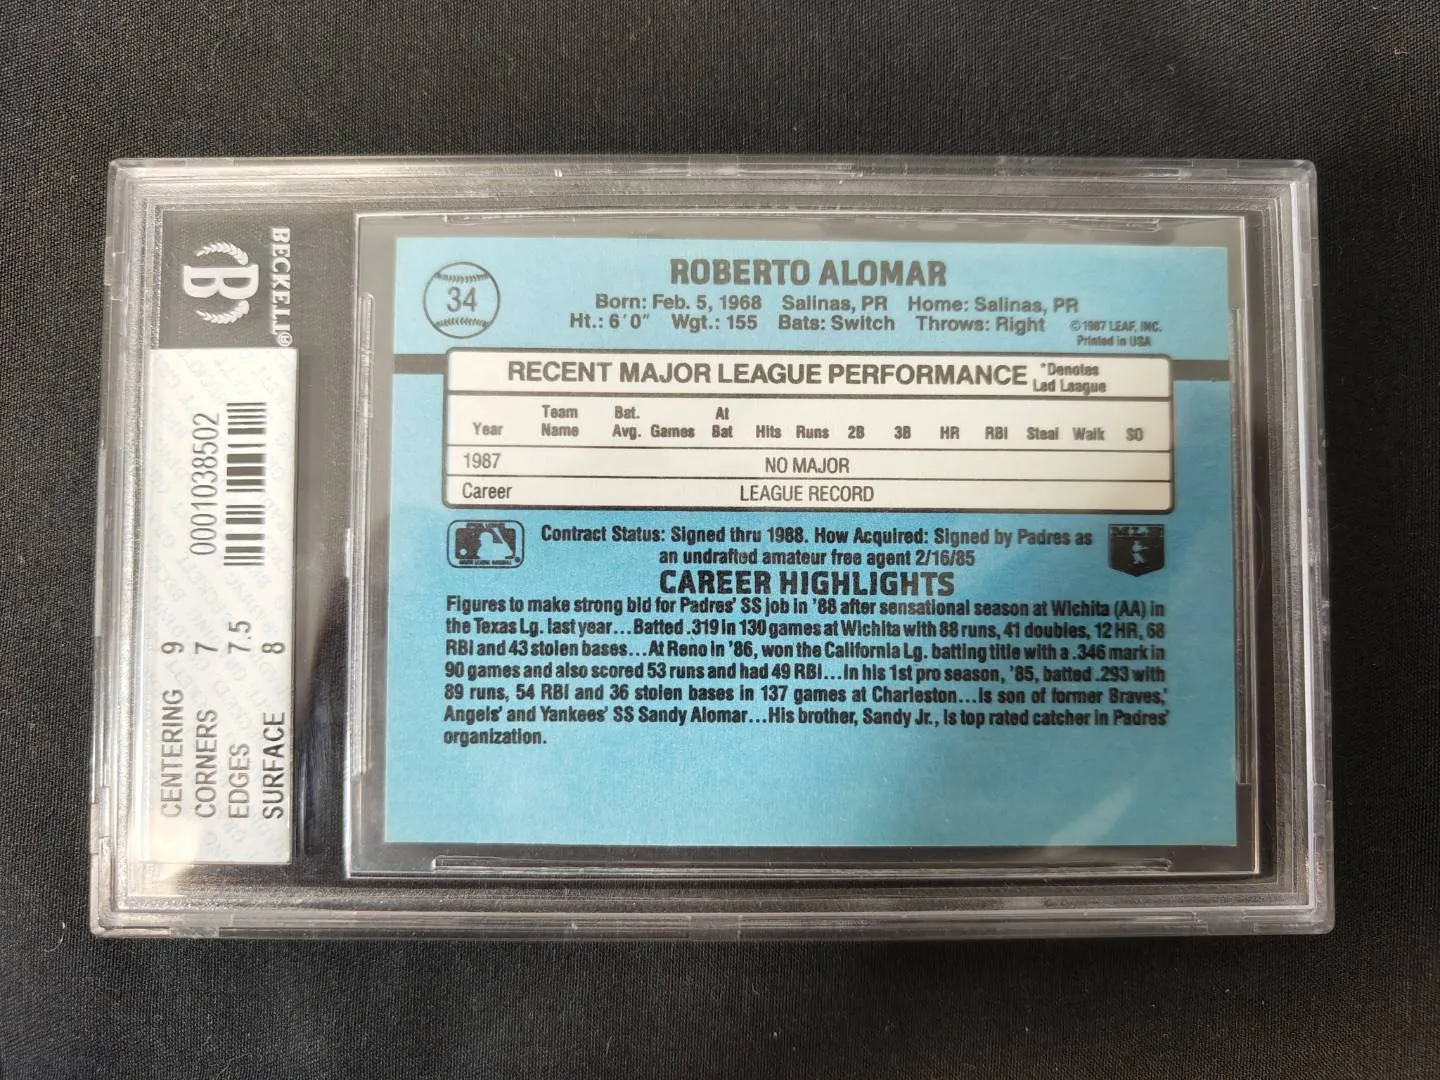 BECKETT®
B
0001038502
CENTERING 9
CORNERS 7
EDGES 7.5
SURFACE 8
34
ROBERTO ALOMAR
Born: Feb. 5, 1968 Salinas, PR Home: Salinas, PR
Ht.: 6'0" Wgt.: 155 Bats: Switch Throws: Right
© 1987 LEAF, INC.
Printed in USA
RECENT MAJOR LEAGUE PERFORMANCE
*Denotes
Led League
Year Team Name Bat. Avg. Games At Bat Hits Runs 2B 3B HR RBI Steal Walk SO
1987 NO MAJOR
Career LEAGUE RECORD
Contract Status: Signed thru 1988. How Acquired: Signed by Padres as
an undrafted amateur free agent 2/16/85
CAREER HIGHLIGHTS
Figures to make strong bid for Padres' SS job in '88 after sensational season at Wichita (AA) in
the Texas Lg. last year...Batted .319 in 130 games at Wichita with 88 runs, 41 doubles, 12 HR, 68
RBI and 43 stolen bases...At Reno in '86, won the California Lg. batting title with a .346 mark in
90 games and also scored 53 runs and had 49 RBI...In his 1st pro season, '85, batted .293 with
89 runs, 54 RBI and 36 stolen bases in 137 games at Charleston...Is son of former Braves,'
Angels' and Yankees' SS Sandy Alomar...His brother, Sandy Jr., is top rated catcher in Padres'
organization.